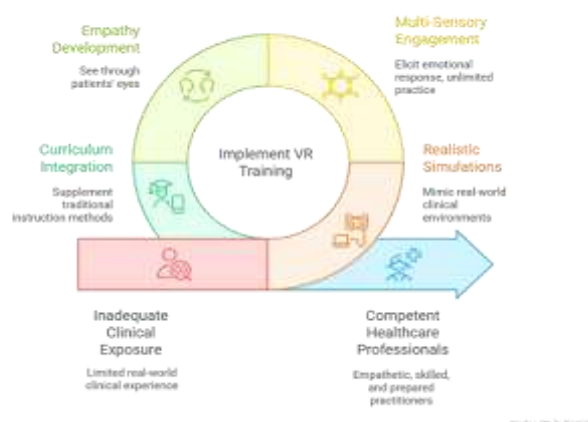 Empathy
Development
See through
patients' eyes
Multi-Sensory
Engagement
Elicit emotional
response, unlimited
practice
Curriculum
Integration
Supplement
traditional
instruction methods
Implement VR
Training
Realistic
Simulations
Mimic real-world
clinical
environments
Inadequate
Clinical
Exposure
Limited real-world
clinical experience
Competent
Healthcare
Professionals
Empathetic, skilled,
and prepared
practitioners